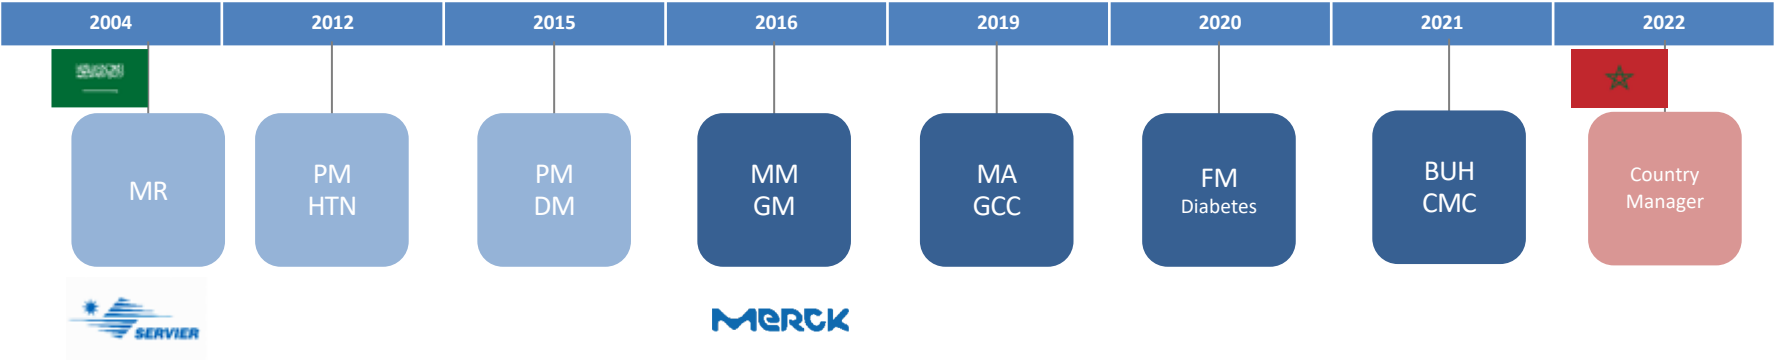 2004 2012 2015 2016 2019 2020 2021 2022
MR
PM
HTN
PM
DM
MM
GM
MA
GCC
FM
Diabetes
BUH
CMC
Country
Manager
SERVIER
MERCK